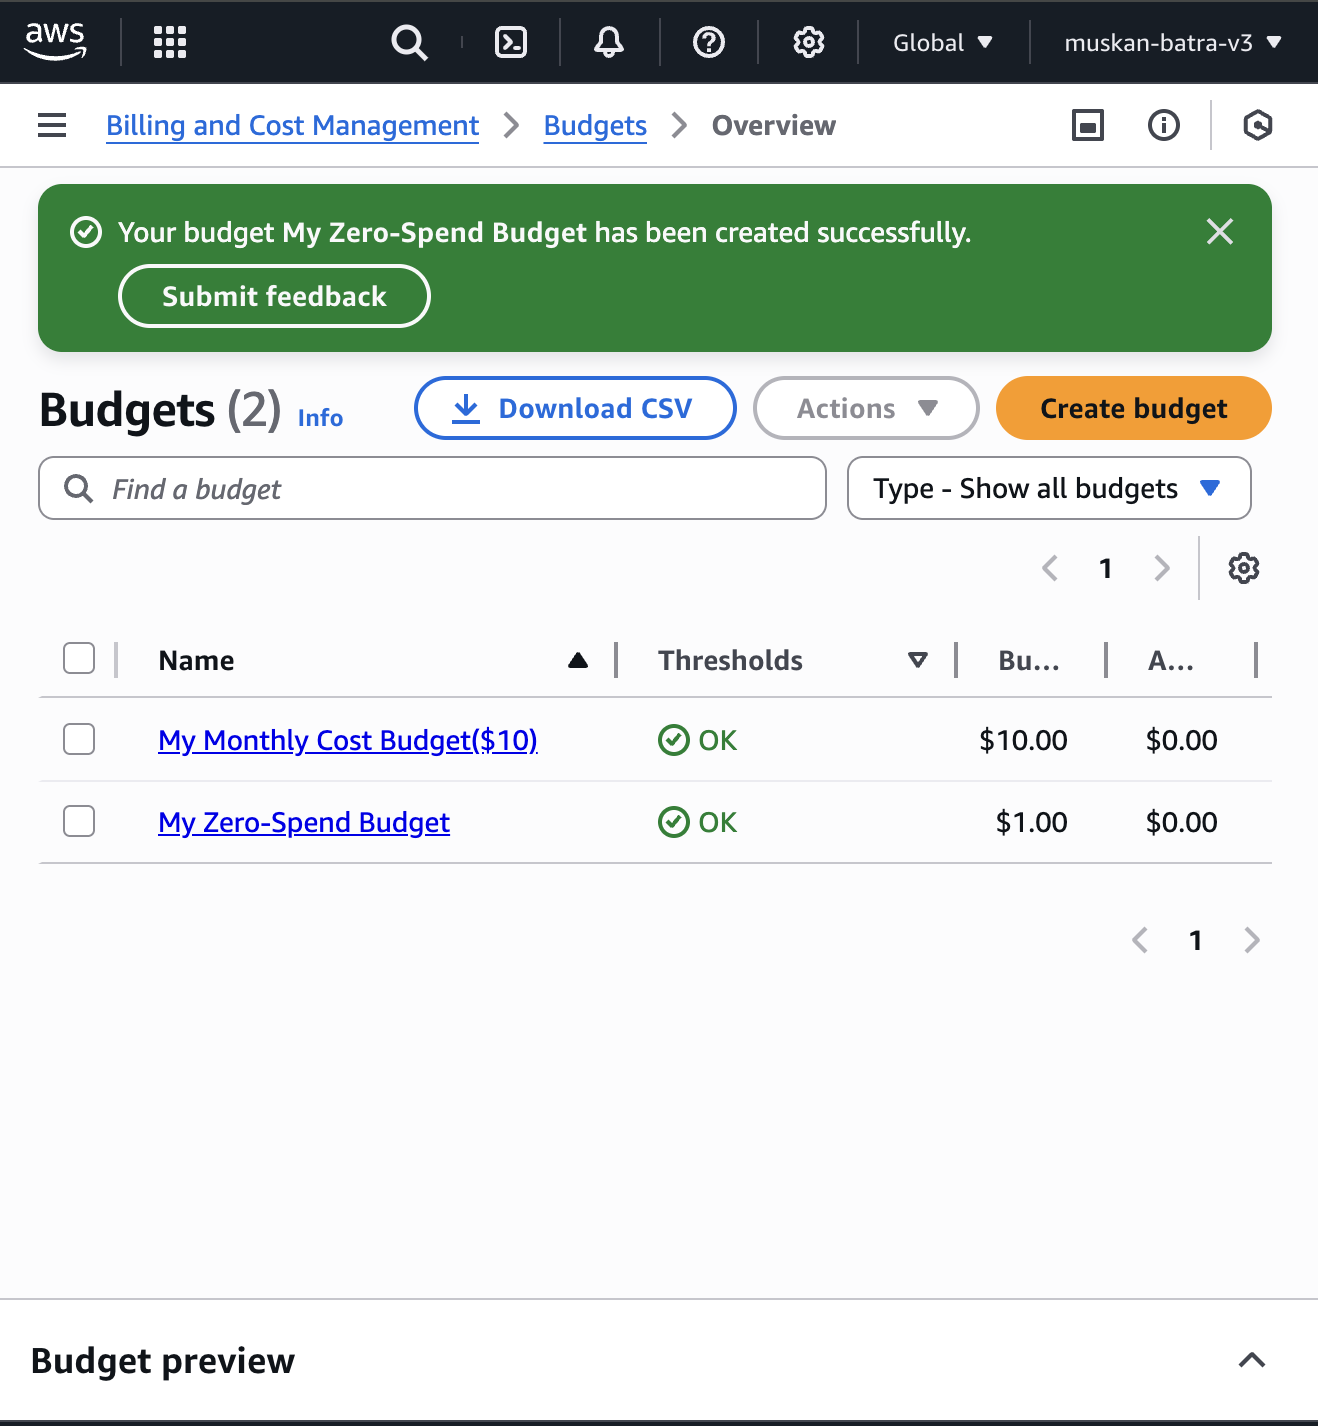 aws
Global
muskan-batra-v3
Billing and Cost Management
Budgets
Overview
Your budget My Zero-Spend Budget has been created successfully.
Submit feedback
Budgets (2) Info
Download CSV
Actions
Create budget
Find a budget
Type - Show all budgets
1
Name
Thresholds
Bu...
A...
My Monthly Cost Budget($10)
OK
$10.00
$0.00
My Zero-Spend Budget
OK
$1.00
$0.00
1
Budget preview